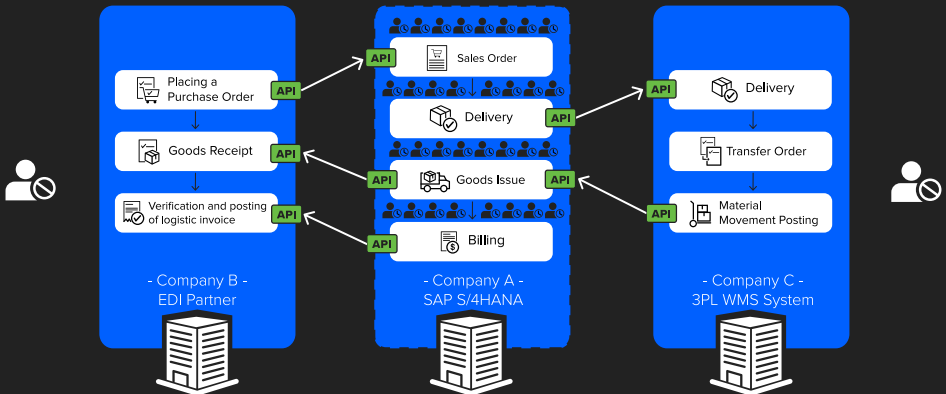 Placing a
Purchase Order
API
Goods Receipt
API
Verification and posting
of logistic invoice
API
- Company B -
EDI Partner
API
Sales Order
Delivery
API
API
Goods Issue
API
API
Billing
- Company A -
SAP S/4HANA
API
Delivery
Transfer Order
API
Material
Movement Posting
- Company C -
3PL WMS System